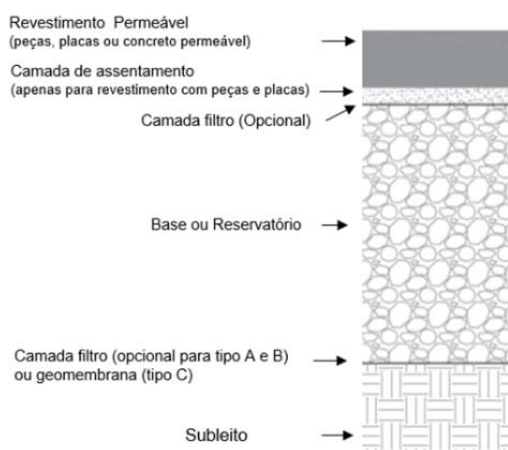 Revestimento Permeável
(peças, placas ou concreto permeável)
Camada de assentamento
(apenas para revestimento com peças e placas)
Camada filtro (Opcional)
Base ou Reservatório
Camada filtro (opcional para tipo A e B)
ou geomembrana (tipo C)
Subleito